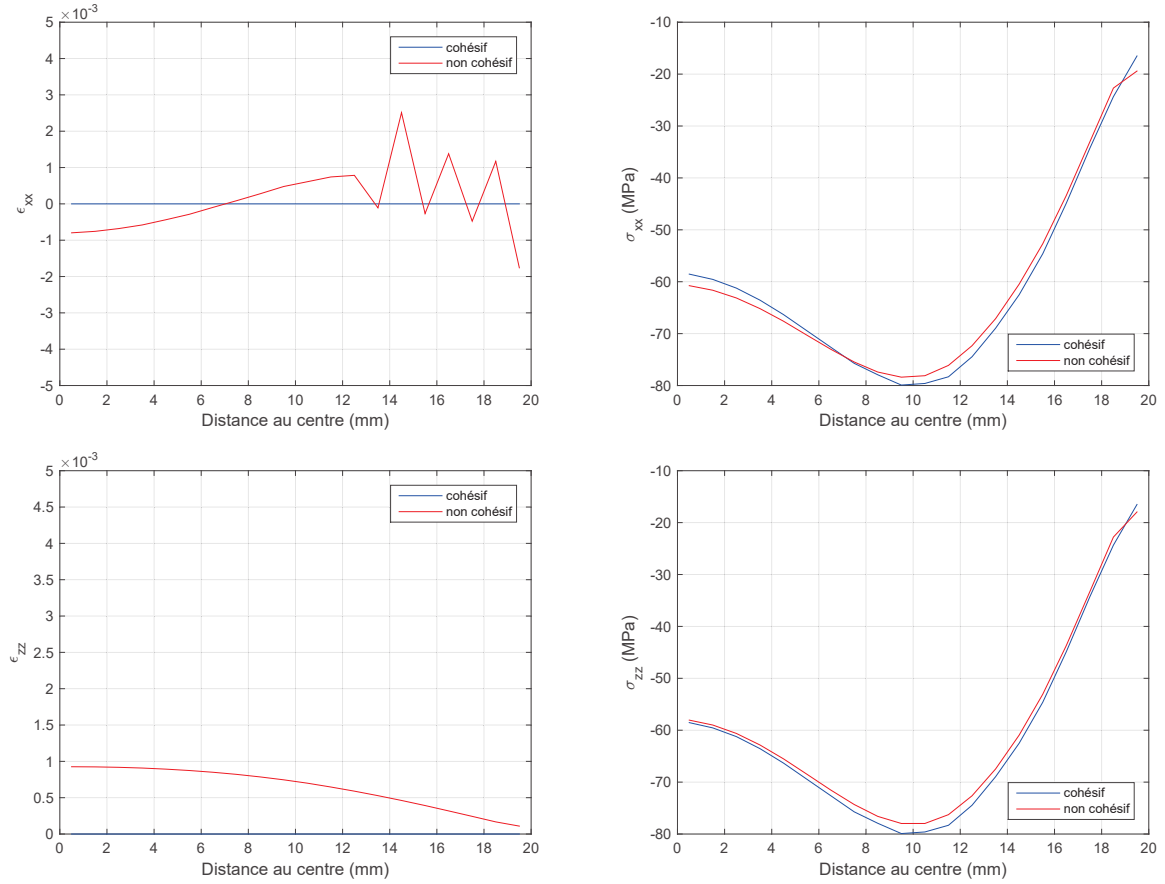 ×10⁻³
5
4
3
2
1
0
-1
-2
-3
-4
-5
ϵxx
cohésif
non cohésif
0 2 4 6 8 10 12 14 16 18 20
Distance au centre (mm)
-10
-20
-30
-40
-50
-60
-70
-80
σxx (MPa)
cohésif
non cohésif
0 2 4 6 8 10 12 14 16 18 20
Distance au centre (mm)
×10⁻³
5
4.5
4
3.5
3
2.5
2
1.5
1
0.5
0
ϵzz
cohésif
non cohésif
0 2 4 6 8 10 12 14 16 18 20
Distance au centre (mm)
-10
-20
-30
-40
-50
-60
-70
-80
σzz (MPa)
cohésif
non cohésif
0 2 4 6 8 10 12 14 16 18 20
Distance au centre (mm)